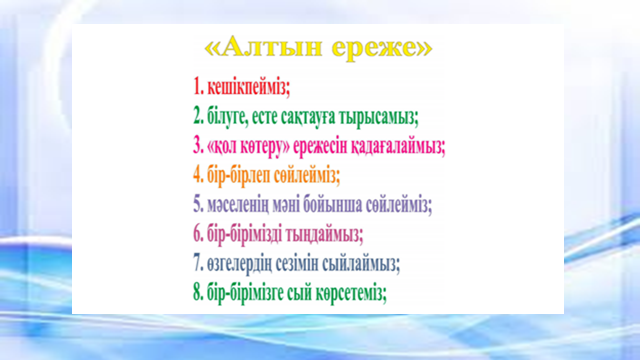 «Алтын ереже»
1. кешікпейміз;
2. білуге, есте сақтауға тырысамыз;
3. «қол көтеру» ережесін қадағалаймыз;
4. бір-бірлеп сөйлейміз;
5. мәселенің мәні бойынша сөйлейміз;
6. бір-бірімізді тыңдаймыз;
7. өзгелердің сезімін сыйлаймыз;
8. бір-бірімізге сый көрсетеміз;